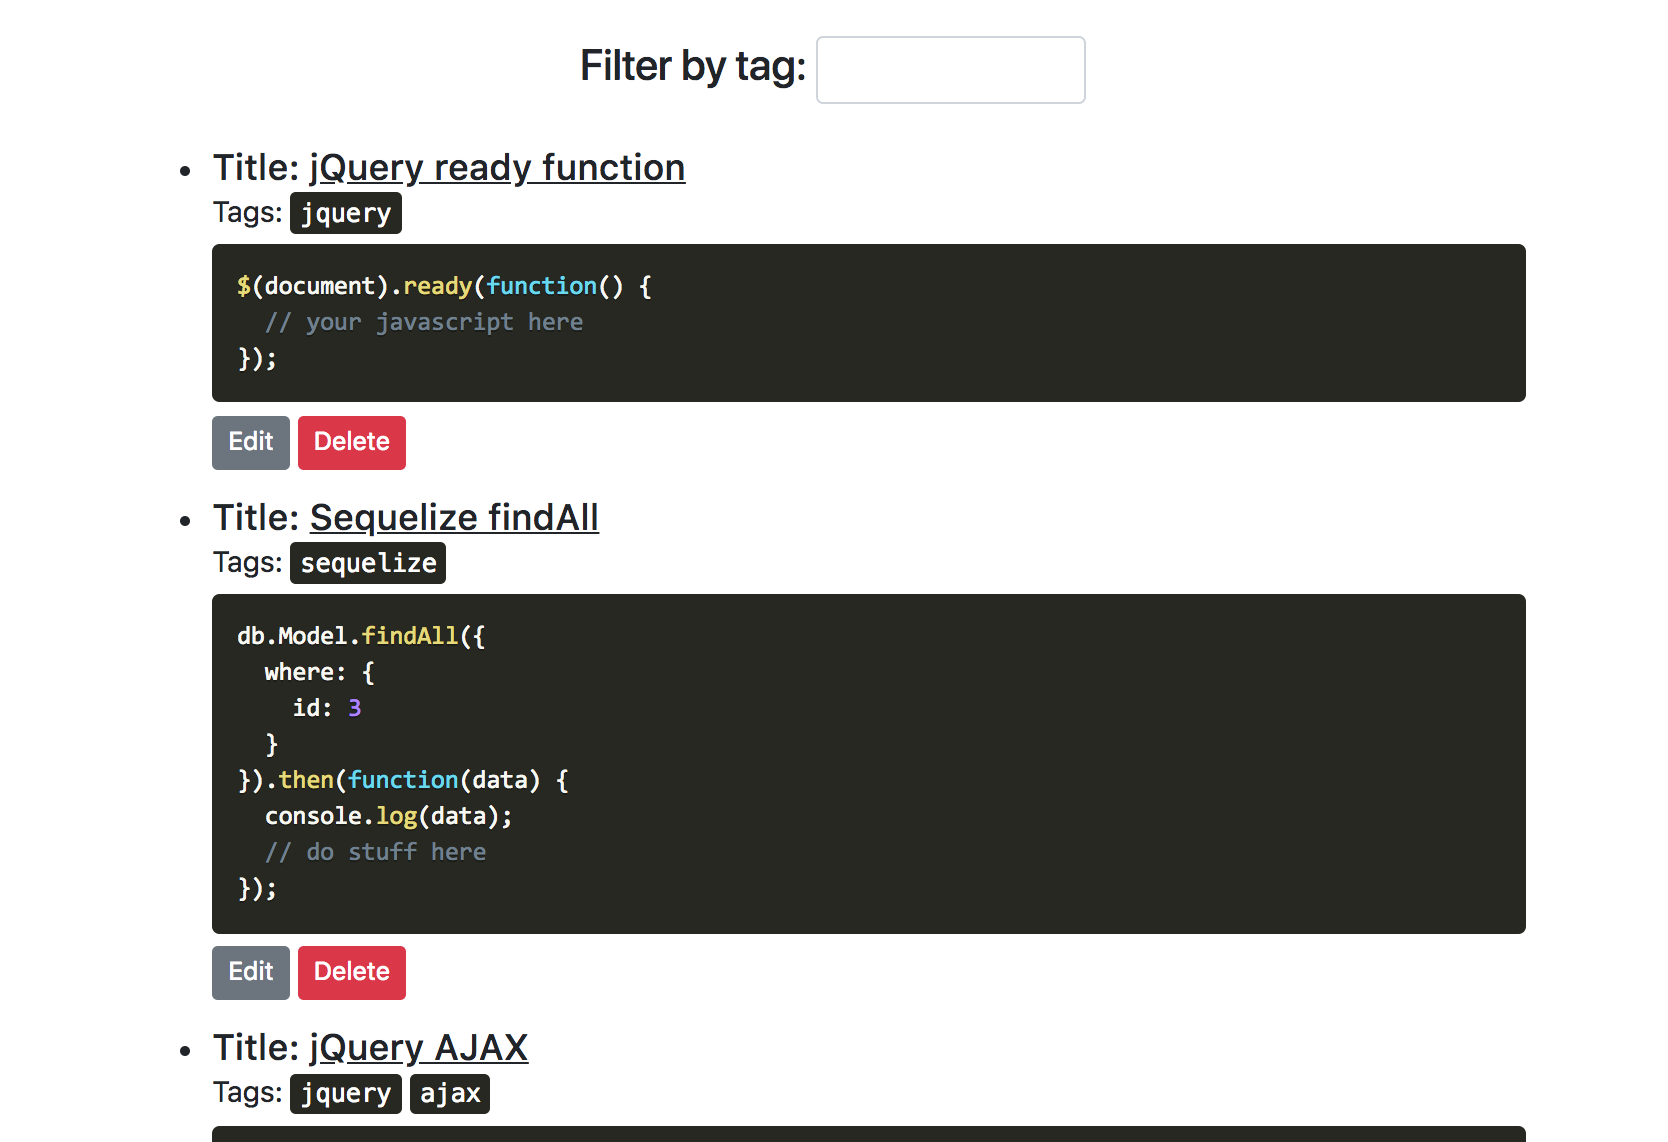 Filter by tag:
Title: jQuery ready function
Tags: jquery
$(document).ready(function() {
  // your javascript here
});
Edit Delete
Title: Sequelize findAll
Tags: sequelize
db.Model.findAll({
  where: {
    id: 3
  }
}).then(function(data) {
  console.log(data);
  // do stuff here
});
Edit Delete
Title: jQuery AJAX
Tags: jquery ajax